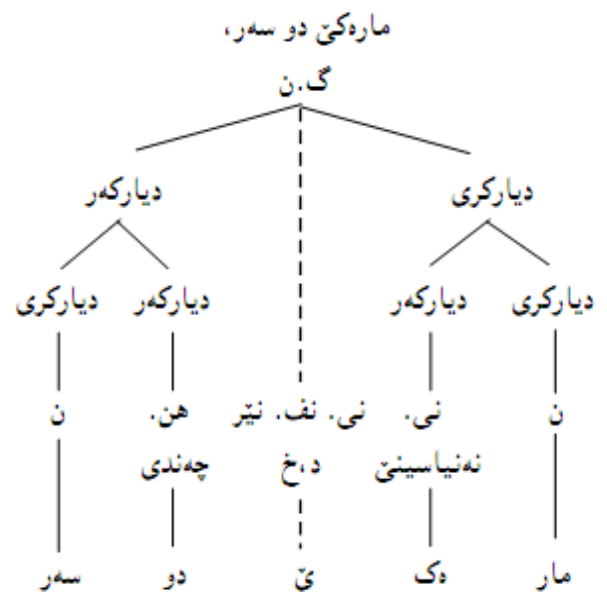 مارەکێ دو سەر،
گ.ن
دیارکری دیارکەر
دیارکری دیارکەر دیارکەر دیارکری
ن نی. نی. نف. نێر هن. ن
نەنیاسینێ د،خ چەندی
مار ەک ێ دو سەر